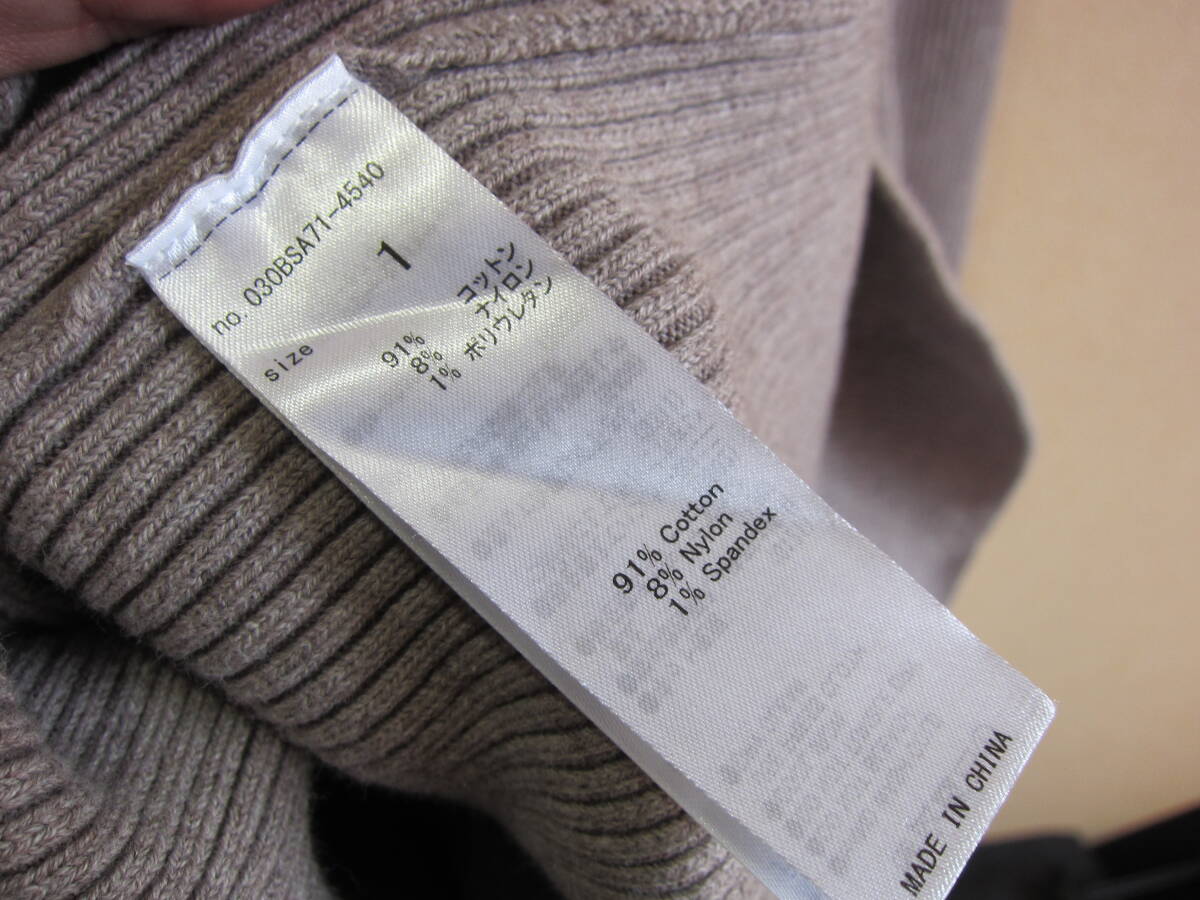 no. 030BSA71-4540
size 1
91% コットン
8% ナイロン
1% ポリウレタン
91% Cotton
8% Nylon
1% Spandex
MADE IN CHINA